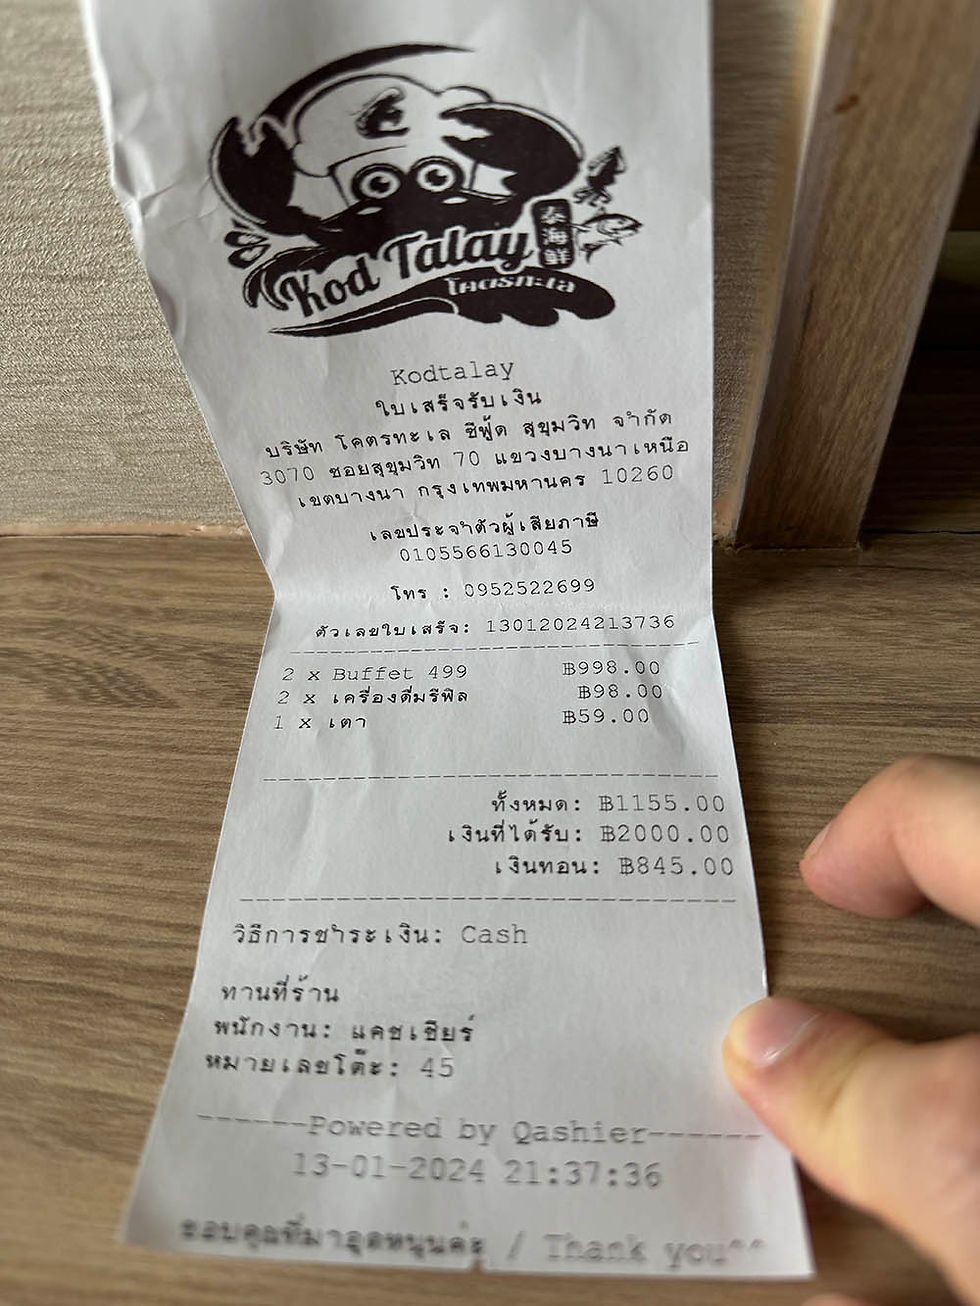 Kod Talay
泰海鮮
โคตรทะเล
Kodtalay
ใบเสร็จรับเงิน
บริษัท โคตรทะเล ซีฟู้ด สุขุมวิท จำกัด
3070 ซอยสุขุมวิท 70 แขวงบางนาเหนือ
เขตบางนา กรุงเทพมหานคร 10260
เลขประจำตัวผู้เสียภาษี
0105566130045
โทร : 0952522699
ตัวเลขใบเสร็จ: 13012024213736
2 x Buffet 499 ฿998.00
2 x เครื่องดื่มรีฟิล ฿98.00
1 x เตา ฿59.00
ทั้งหมด: ฿1155.00
เงินที่ได้รับ: ฿2000.00
เงินทอน: ฿845.00
วิธีการชำระเงิน: Cash
ทานที่ร้าน
พนักงาน: แคชเชียร์
หมายเลขโต๊ะ: 45
------Powered by Qashier------
13-01-2024 21:37:36
ขอบคุณที่มาอุดหนุนค่ะ / Thank you^^